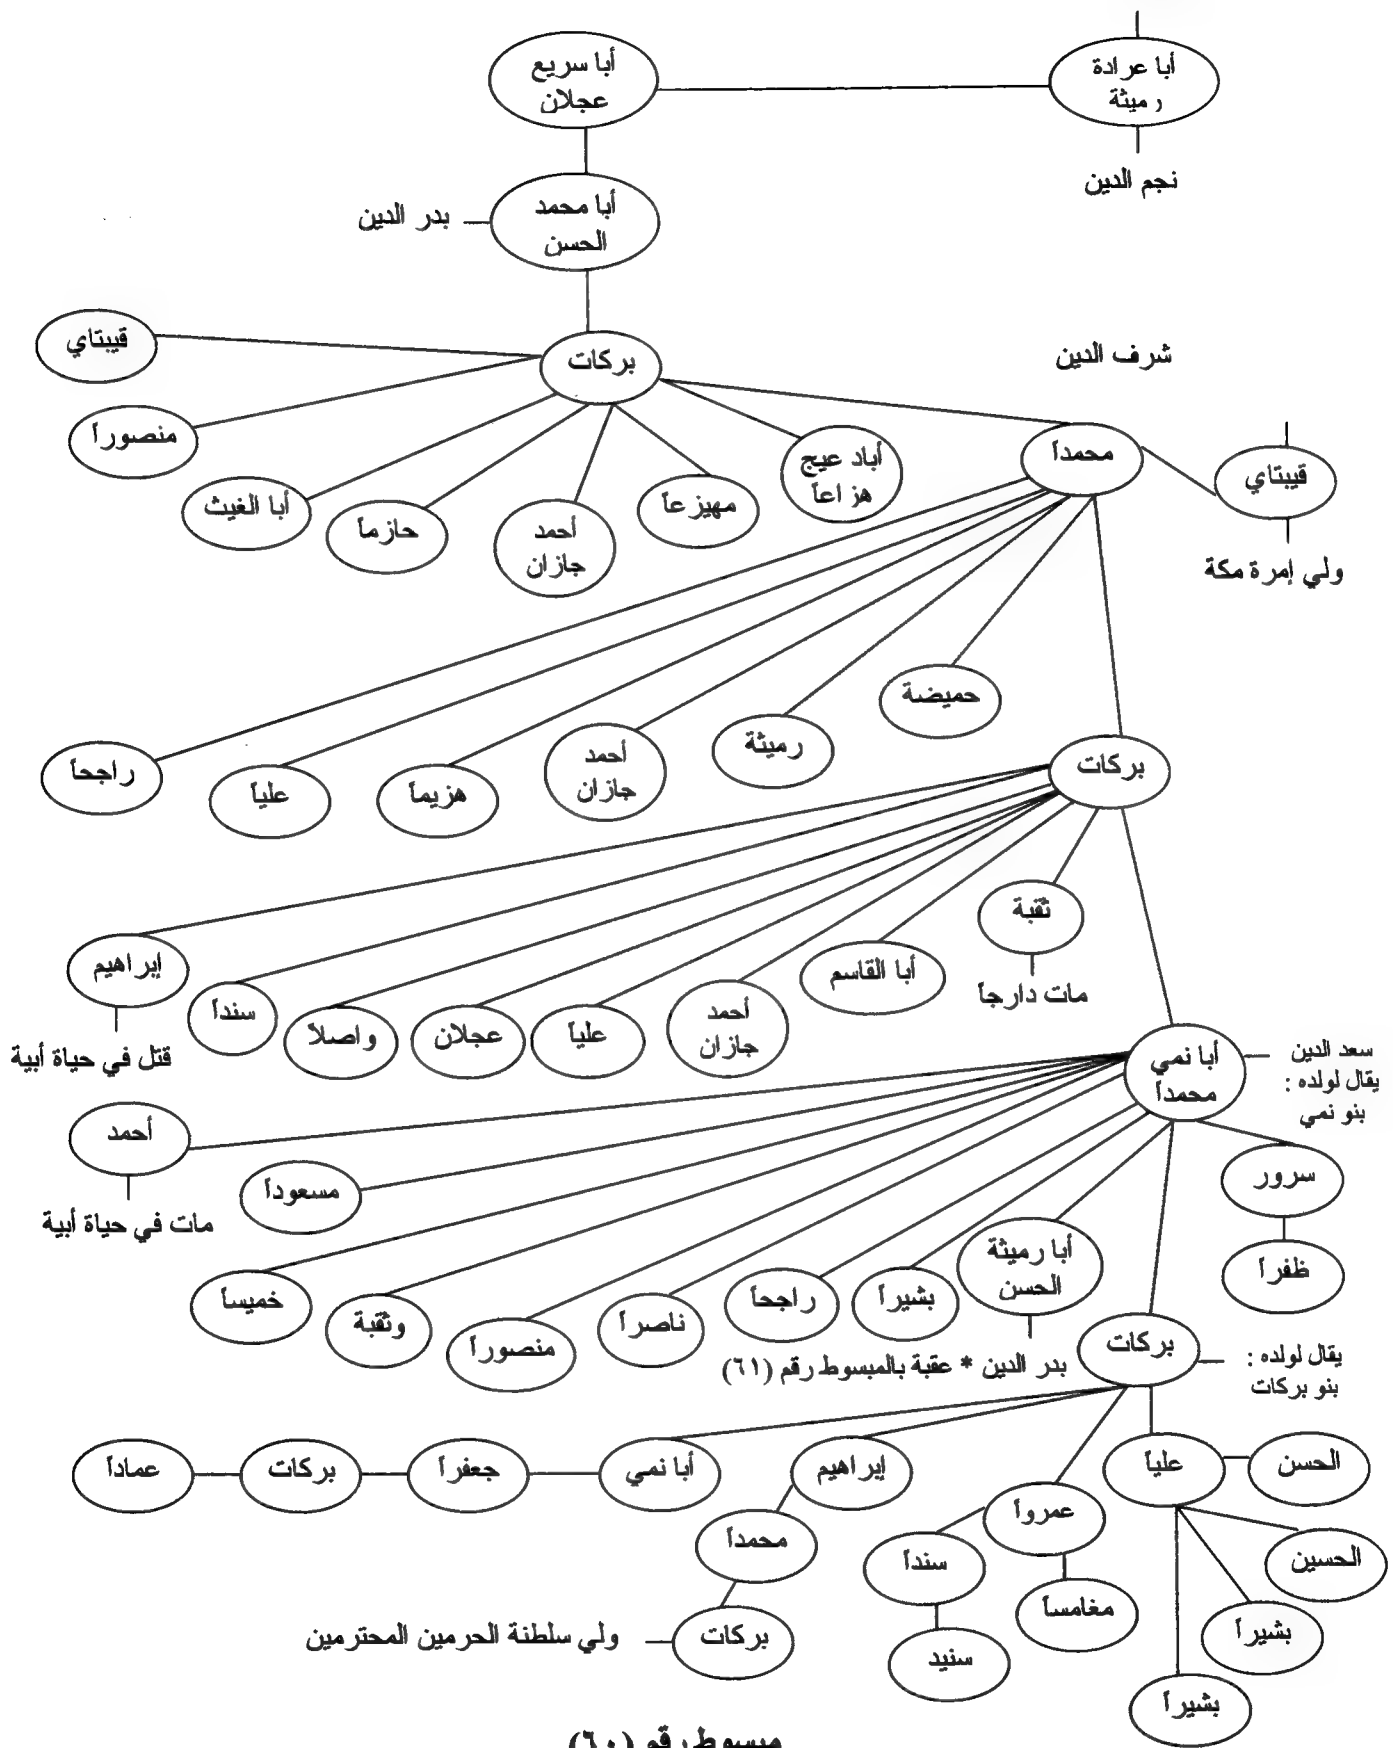 أبا عرادة
رميثة
نجم الدين
أبا سريع
عجلان
أبا محمد
الحسن
بدر الدين
بركات
شرف الدين
محمداً
قيبتاي
ولي إمرة مكة
أباد عيج
هزاعاً
مهيزعاً
أحمد
جازان
حازماً
أبا الغيث
منصوراً
قيبتاي
بركات
حميضة
رميثة
أحمد
جازان
هزيماً
علياً
راجحاً
ثقبة
مات دارجاً
أبا القاسم
أحمد
جازان
علياً
عجلان
واصلاً
سنداً
إبراهيم
قتل في حياة أبية
أبا نمي
محمداً
سعد الدين
يقال لولده :
بنو نمي
سرور
ظفراً
بركات
يقال لولده :
بنو بركات
أبا رميثة
الحسن
بدر الدين * عقبة بالمبسوط رقم (٦١)
بشيراً
راجحاً
ناصراً
منصوراً
وثقبة
خميساً
مسعوداً
أحمد
مات في حياة أبية
الحسن
علياً
الحسين
بشيراً
بشيراً
عمرواً
مغامساً
سنداً
سنيد
إبراهيم
محمداً
بركات
ولي سلطنة الحرمين المحترمين
أبا نمي
جعفراً
بركات
عماداً
مبسوط رقم (٦٠)